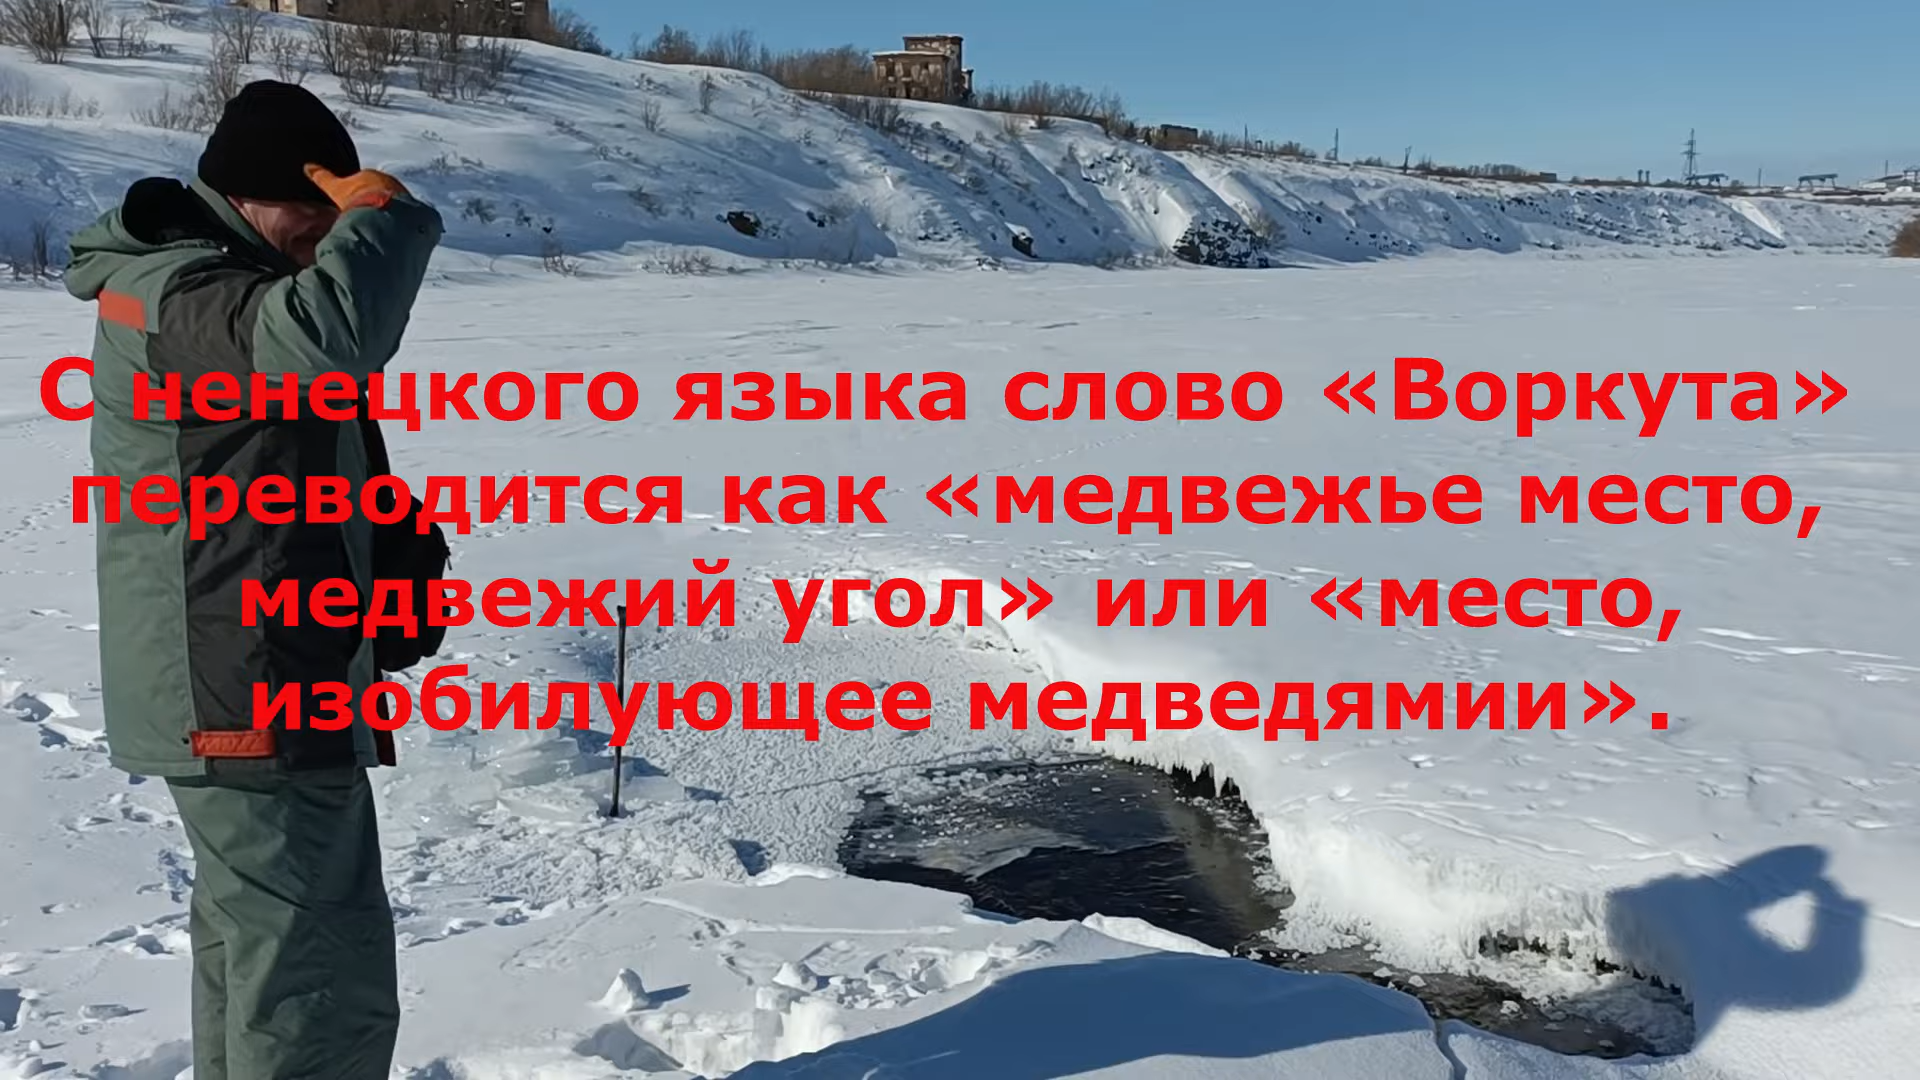 С ненецкого языка слово «Воркута»
переводится как «медвежье место,
медвежий угол» или «место,
изобилующее медведямии».